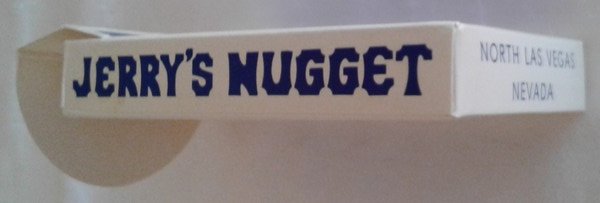 JERRY'S NUGGET
NORTH LAS VEGAS
NEVADA